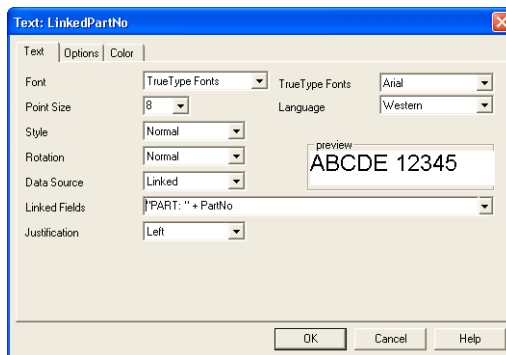 Text: LinkedPartNo
Text Options Color
Font TrueType Fonts TrueType Fonts Arial
Point Size 8 Language Western
Style Normal
Rotation Normal preview
ABCDE 12345
Data Source Linked
Linked Fields "PART: " + PartNo
Justification Left
OK Cancel Help